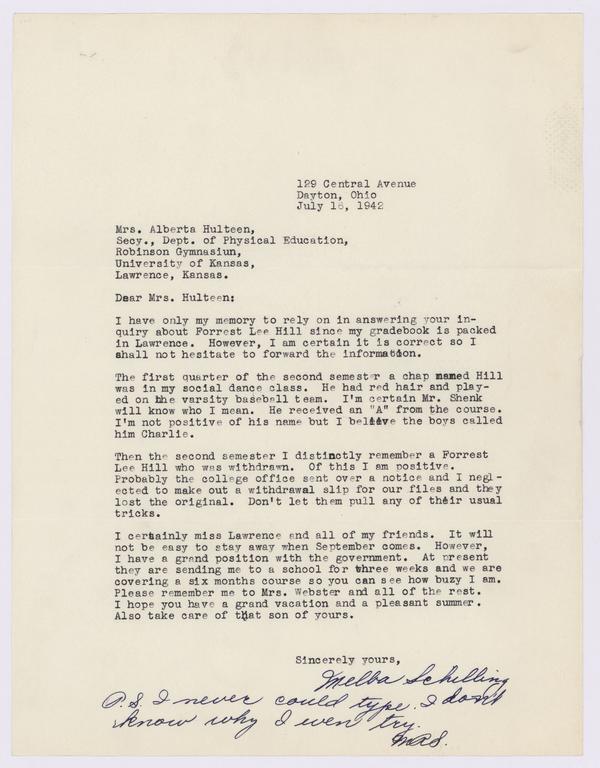 129 Central Avenue
Dayton, Ohio
July 16, 1942
Mrs. Alberta Hulteen,
Secy., Dept. of Physical Education,
Robinson Gymnasiun,
University of Kansas,
Lawrence, Kansas.
Dear Mrs. Hulteen:
I have only my memory to rely on in answering your in-
quiry about Forrest Lee Hill since my gradebook is packed
in Lawrence. However, I am certain it is correct so I
shall not hesitate to forward the information.
The first quarter of the second semester a chap named Hill
was in my social dance class. He had red hair and play-
ed on the varsity baseball team. I'm certain Mr. Shenk
will know who I mean. He received an "A" from the course.
I'm not positive of his name but I believe the boys called
him Charlie.
Then the second semester I distinctly remember a Forrest
Lee Hill who was withdrawn. Of this I am positive.
Probably the college office sent over a notice and I negl-
ected to make out a withdrawal slip for our files and they
lost the original. Don't let them pull any of their usual
tricks.
I certainly miss Lawrence and all of my friends. It will
not be easy to stay away when September comes. However,
I have a grand position with the government. At present
they are sending me to a school for three weeks and we are
covering a six months course so you can see how buzy I am.
Please remember me to Mrs. Webster and all of the rest.
I hope you have a grand vacation and a pleasant summer.
Also take care of that son of yours.
Sincerely yours,
Melba Schilling
P.S. I never could type. I don't
know why I even try.
MRS.